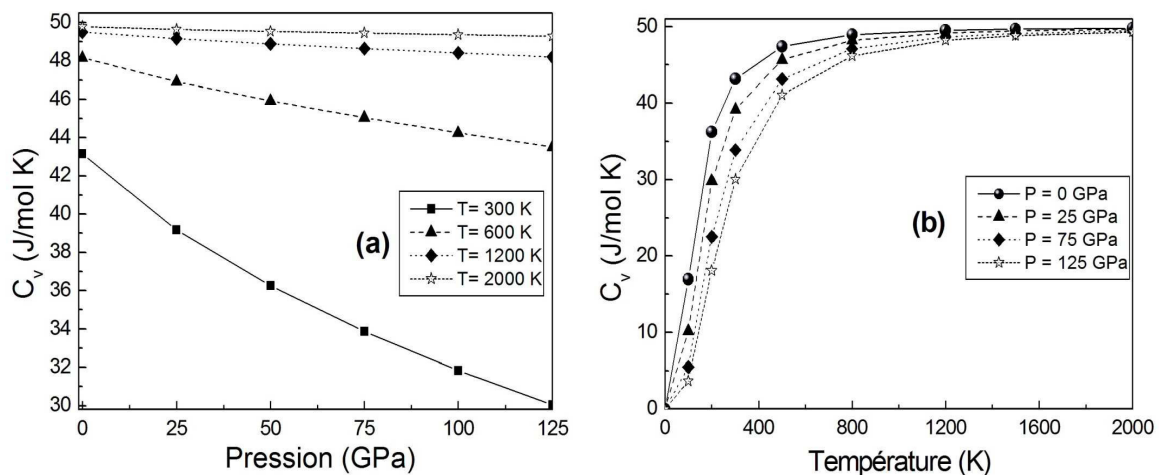 50
48
46
44
42
40
38
36
34
32
30
C_v (J/mol K)
0 25 50 75 100 125
Pression (GPa)
(a)
T= 300 K
T= 600 K
T= 1200 K
T= 2000 K
50
40
30
20
10
0
C_v (J/mol K)
0 400 800 1200 1600 2000
Température (K)
(b)
P = 0 GPa
P = 25 GPa
P = 75 GPa
P = 125 GPa